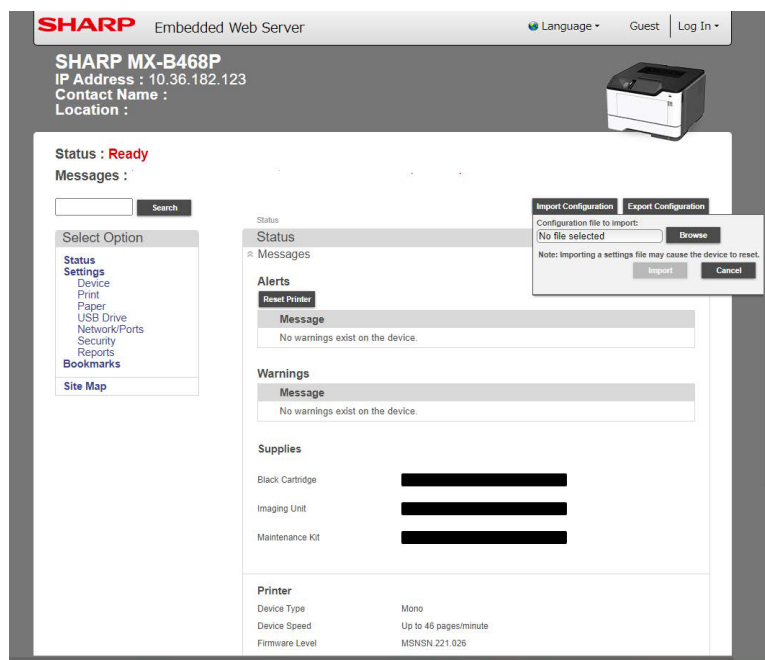 SHARP Embedded Web Server Language Guest Log In
SHARP MX-B468P
IP Address : 10.36.182.123
Contact Name :
Location :
Status : Ready
Messages :
Search
Import Configuration Export Configuration
Configuration file to import:
No file selected Browse
Note: Importing a settings file may cause the device to reset.
Import Cancel
Select Option
Status
Settings
Device
Print
Paper
USB Drive
Network/Ports
Security
Reports
Bookmarks
Site Map
Status
Status
Messages
Alerts
Reset Printer
Message
No warnings exist on the device.
Warnings
Message
No warnings exist on the device.
Supplies
Black Cartridge
Imaging Unit
Maintenance Kit
Printer
Device Type Mono
Device Speed Up to 46 pages/minute
Firmware Level MSNSN.221.026